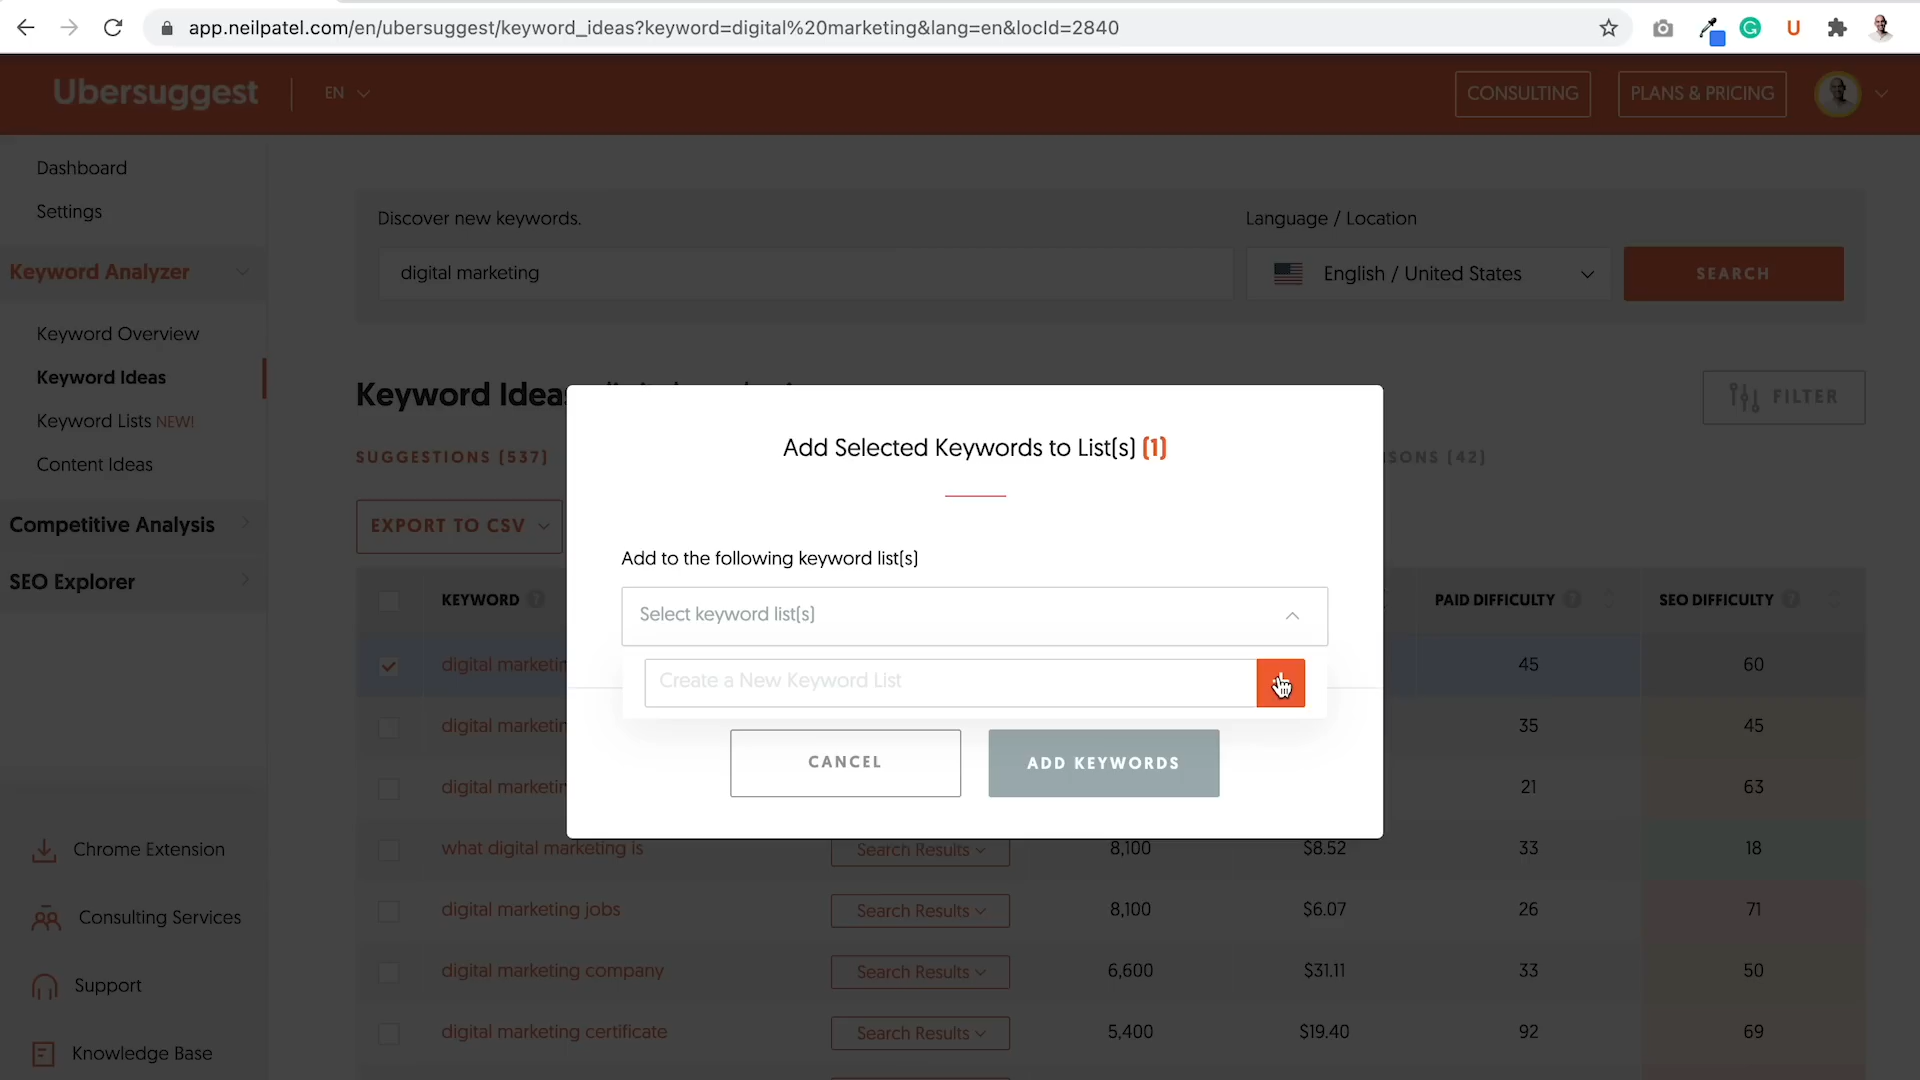 app.neilpatel.com/en/ubersuggest/keyword_ideas?keyword=digital%20marketing&lang=en&locId=2840
Ubersuggest
EN
CONSULTING
PLANS & PRICING
Dashboard
Settings
Keyword Analyzer
Keyword Overview
Keyword Ideas
Keyword Lists NEW!
Content Ideas
Competitive Analysis
SEO Explorer
Chrome Extension
Consulting Services
Support
Knowledge Base
Discover new keywords.
digital marketing
Language / Location
English / United States
SEARCH
Keyword Ideas
FILTER
SUGGESTIONS (537)
(42)
EXPORT TO CSV
Add Selected Keywords to List(s) (1)
Add to the following keyword list(s)
Select keyword list(s)
Create a New Keyword List
CANCEL
ADD KEYWORDS
KEYWORD
PAID DIFFICULTY
SEO DIFFICULTY
digital 45 60
digital 35 45
digital 21 63
what digital marketing is Search Results 8,100 $8.52 33 18
digital marketing jobs Search Results 8,100 $6.07 26 71
digital marketing company Search Results 6,600 $31.11 33 50
digital marketing certificate Search Results 5,400 $19.40 92 69